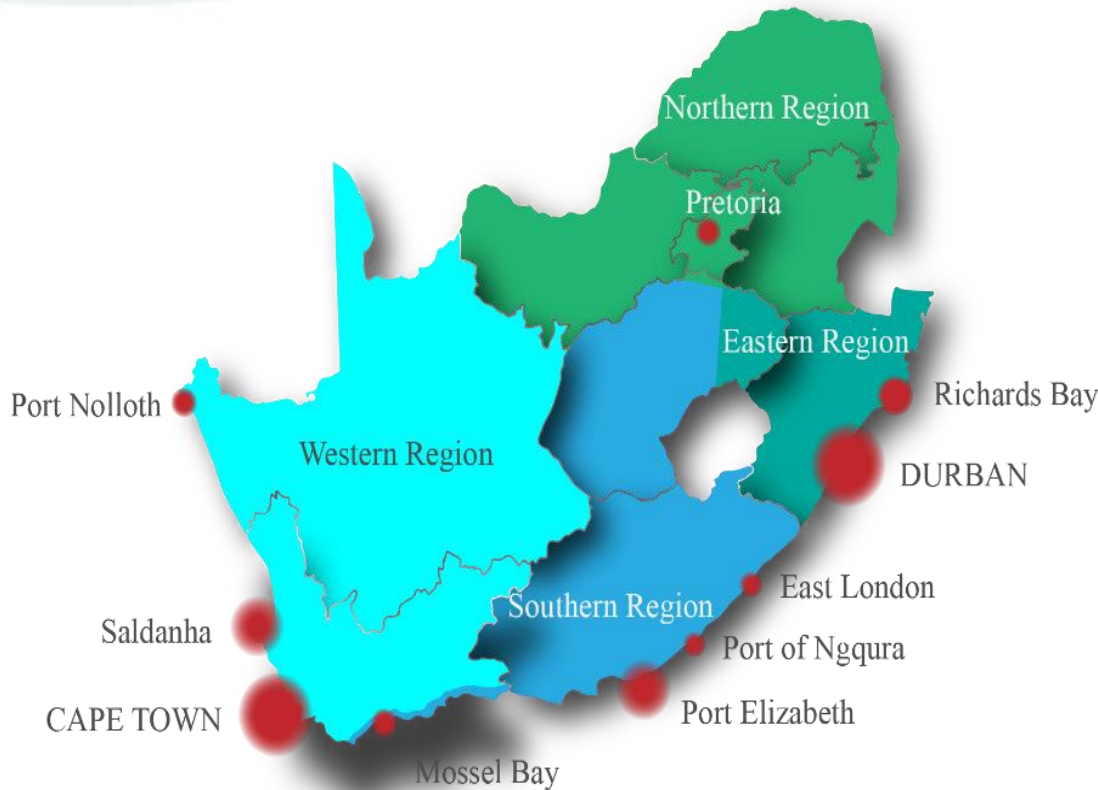 Northern Region
Pretoria
Eastern Region
Port Nolloth
Richards Bay
Western Region
DURBAN
East London
Southern Region
Saldanha
Port of Ngqura
CAPE TOWN
Port Elizabeth
Mossel Bay